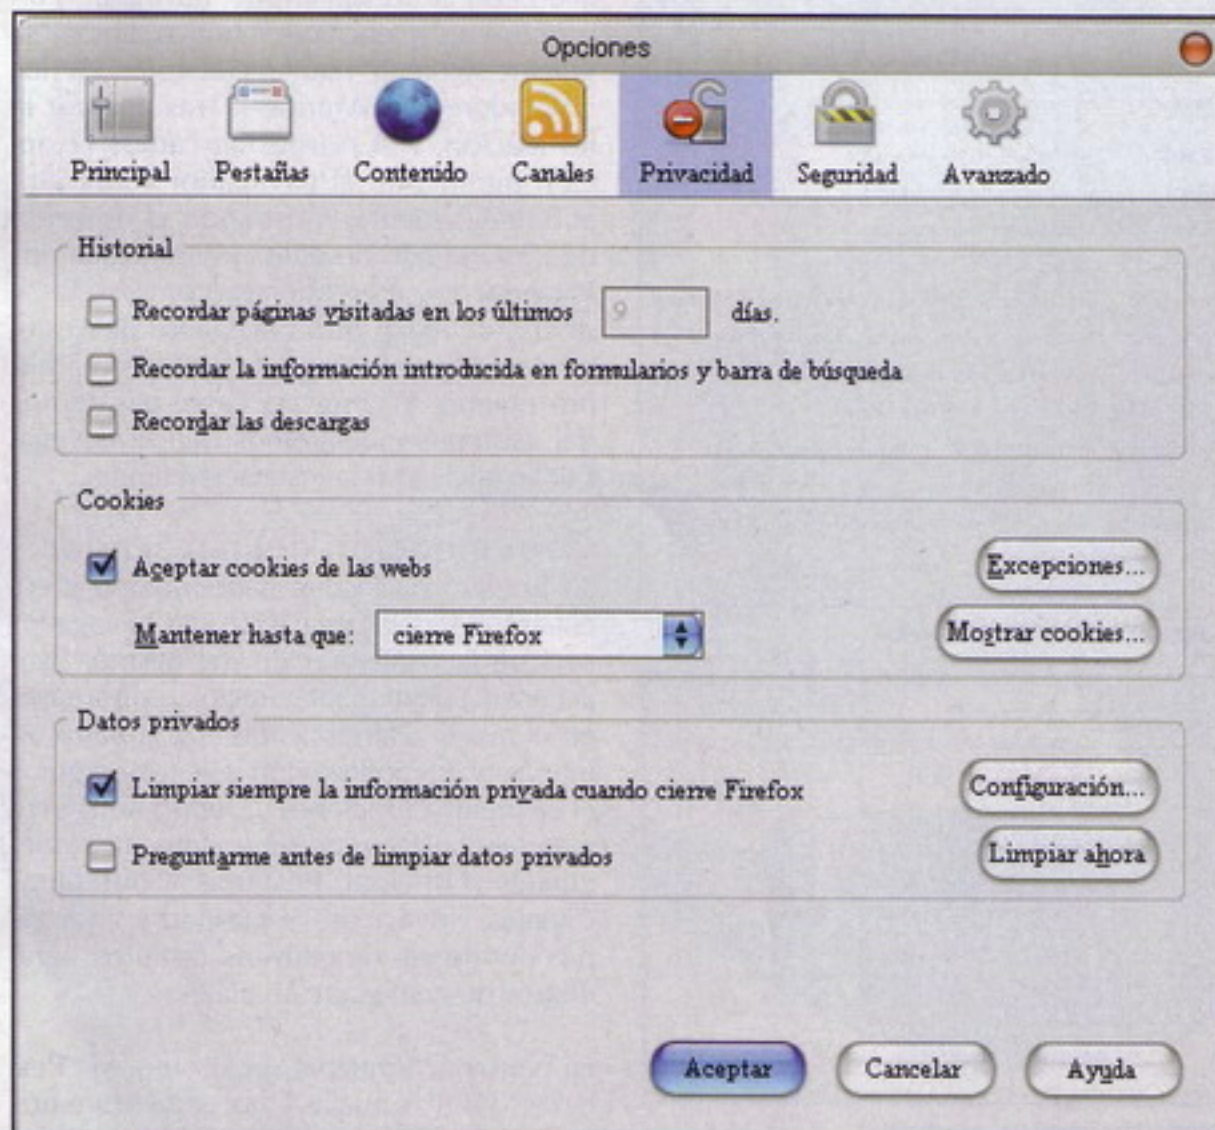 Opciones
Principal Pestañas Contenido Canales Privacidad Seguridad Avanzado
Historial
Recordar páginas visitadas en los últimos 9 días.
Recordar la información introducida en formularios y barra de búsqueda
Recordar las descargas
Cookies
Aceptar cookies de las webs Excepciones...
Mantener hasta que: cierre Firefox Mostrar cookies...
Datos privados
Limpiar siempre la información privada cuando cierre Firefox Configuración...
Preguntarme antes de limpiar datos privados Limpiar ahora
Aceptar Cancelar Ayuda